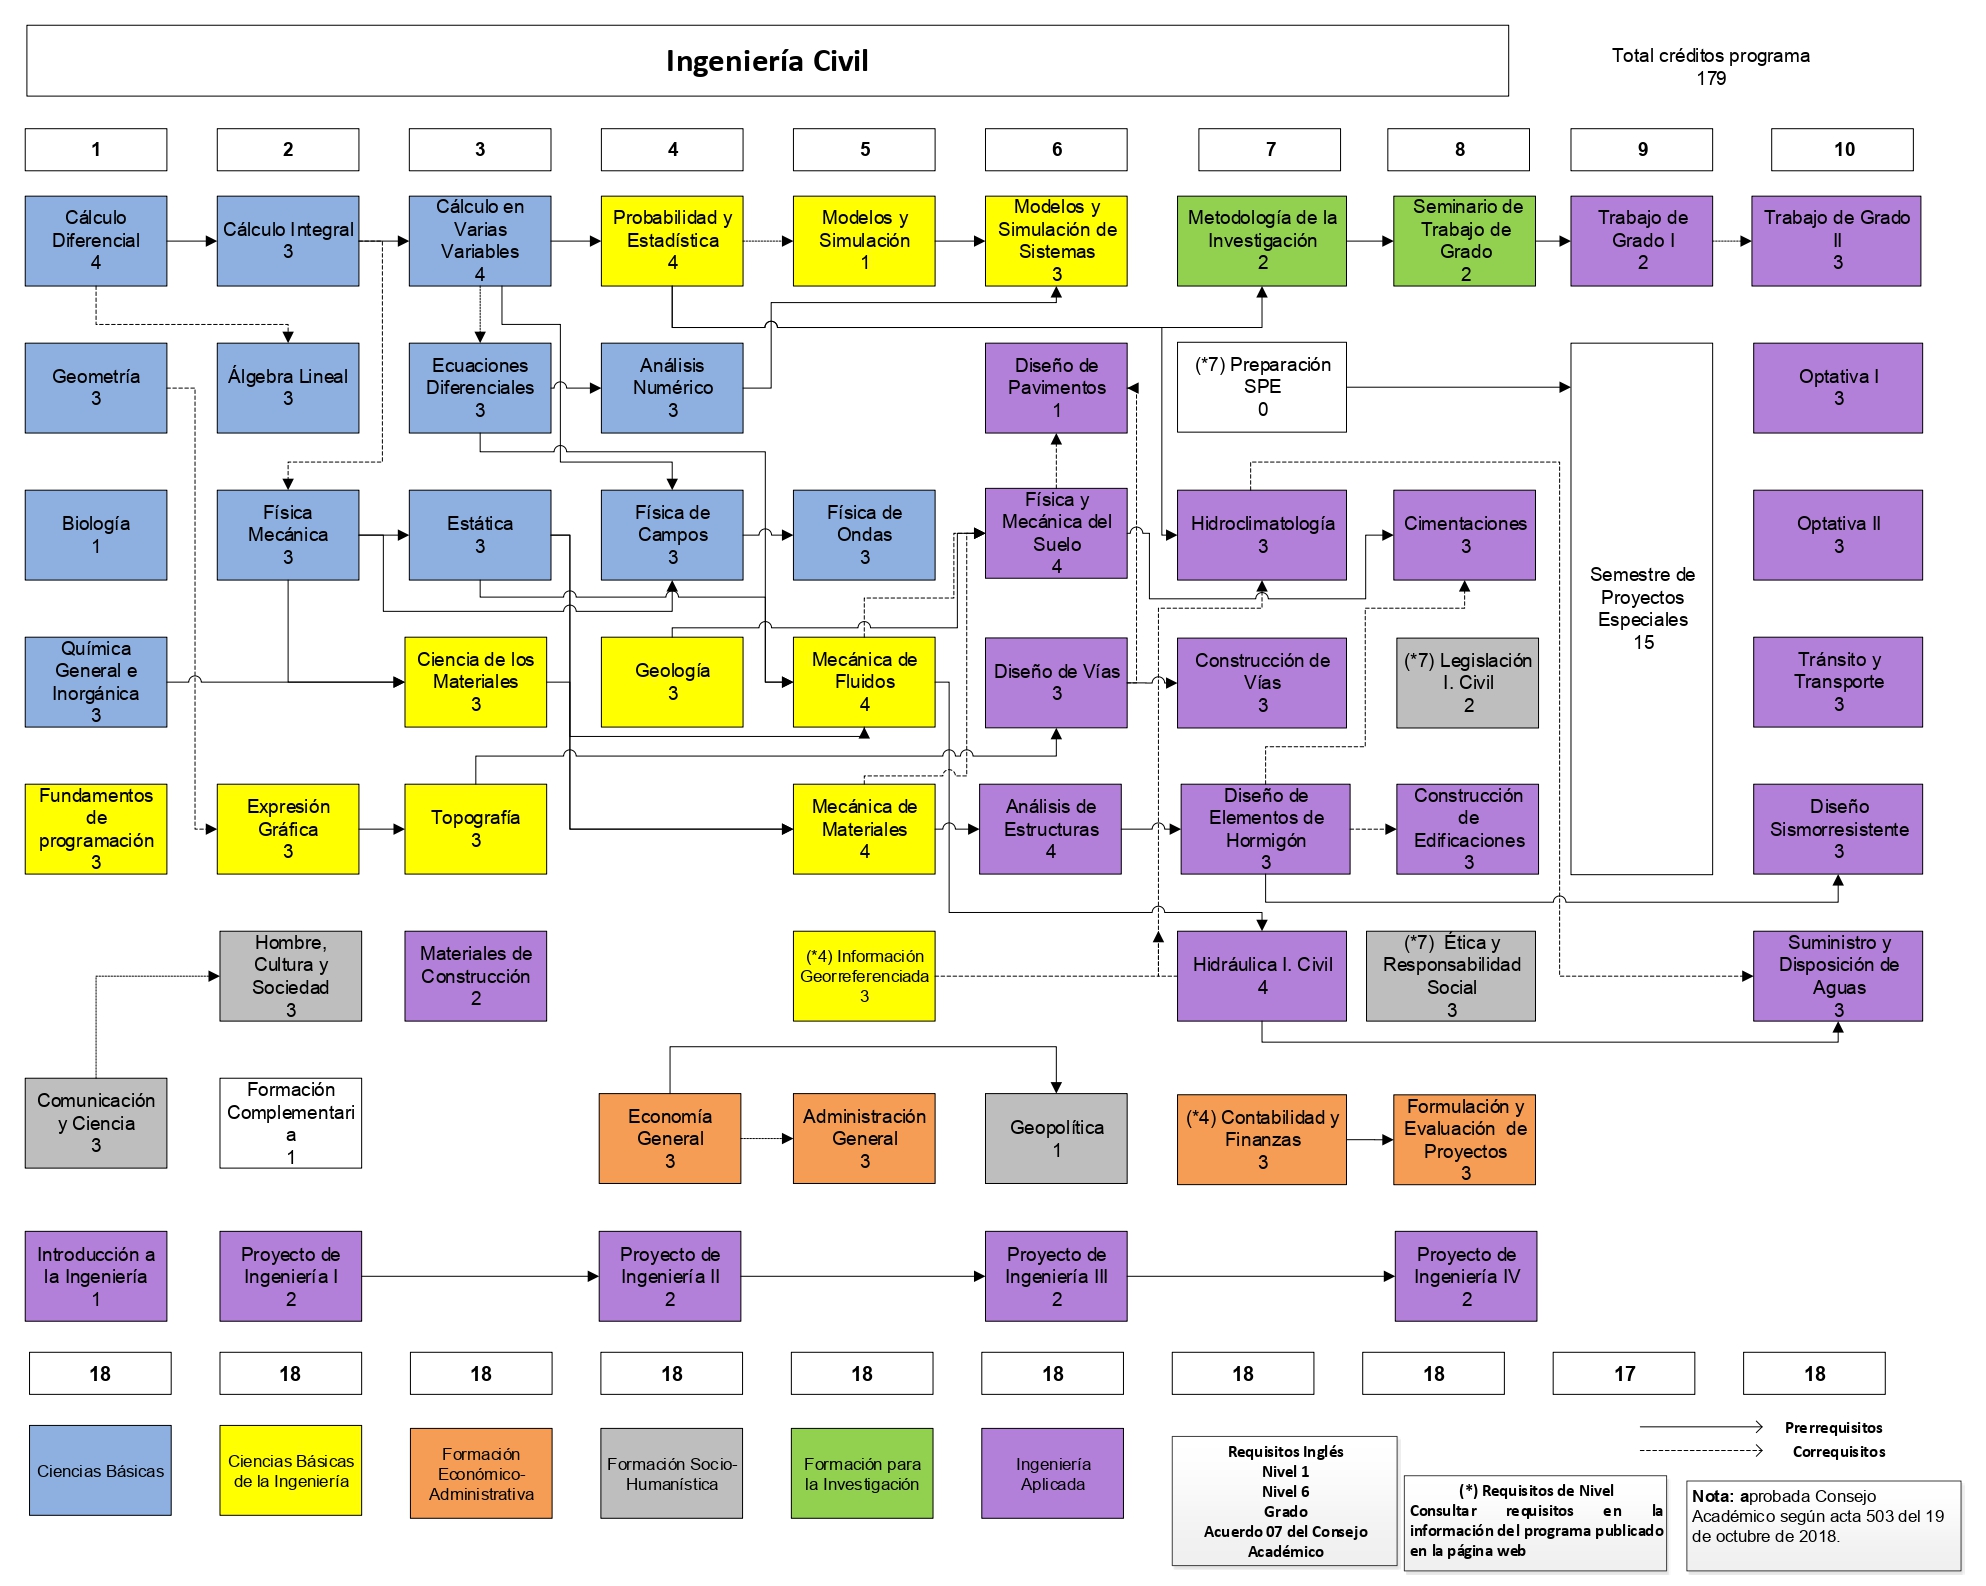 Ingeniería Civil
Total créditos programa
179
1
2
3
4
5
6
7
8
9
10
Cálculo
Diferencial
4
Cálculo Integral
3
Cálculo en
Varias
Variables
4
Probabilidad y
Estadística
4
Modelos y
Simulación
1
Modelos y
Simulación de
Sistemas
3
Metodología de la
Investigación
2
Seminario de
Trabajo de
Grado
2
Trabajo de
Grado I
2
Trabajo de Grado
II
3
Geometría
3
Álgebra Lineal
3
Ecuaciones
Diferenciales
3
Análisis
Numérico
3
Diseño de
Pavimentos
1
(*7) Preparación
SPE
0
Semestre de
Proyectos
Especiales
15
Optativa I
3
Biología
1
Física
Mecánica
3
Estática
3
Física de
Campos
3
Física de
Ondas
3
Física y
Mecánica del
Suelo
4
Hidroclimatología
3
Cimentaciones
3
Optativa II
3
Química
General e
Inorgánica
3
Ciencia de los
Materiales
3
Geología
3
Mecánica de
Fluidos
4
Diseño de Vías
3
Construcción de
Vías
3
(*7) Legislación
I. Civil
2
Tránsito y
Transporte
3
Fundamentos
de
programación
3
Expresión
Gráfica
3
Topografía
3
Mecánica de
Materiales
4
Análisis de
Estructuras
4
Diseño de
Elementos de
Hormigón
3
Construcción
de
Edificaciones
3
Diseño
Sismorresistente
3
Hombre,
Cultura y
Sociedad
3
Materiales de
Construcción
2
(*4) Información
Georreferenciada
3
Hidráulica I. Civil
4
(*7)  Ética y
Responsabilidad
Social
3
Suministro y
Disposición de
Aguas
3
Comunicación
y Ciencia
3
Formación
Complementari
a
1
Economía
General
3
Administración
General
3
Geopolítica
1
(*4) Contabilidad y
Finanzas
3
Formulación y
Evaluación  de
Proyectos
3
Introducción a
la Ingeniería
1
Proyecto de
Ingeniería I
2
Proyecto de
Ingeniería II
2
Proyecto de
Ingeniería III
2
Proyecto de
Ingeniería IV
2
18
18
18
18
18
18
18
18
17
18
Ciencias Básicas
Ciencias Básicas
de la Ingeniería
Formación
Económico-
Administrativa
Formación Socio-
Humanística
Formación para
la Investigación
Ingeniería
Aplicada
Requisitos Inglés
Nivel 1
Nivel 6
Grado
Acuerdo 07 del Consejo
Académico
Prerrequisitos
Correquisitos
(*) Requisitos de Nivel
Consultar requisitos en la
información del programa publicado
en la página web
Nota: aprobada Consejo
Académico según acta 503 del 19
de octubre de 2018.